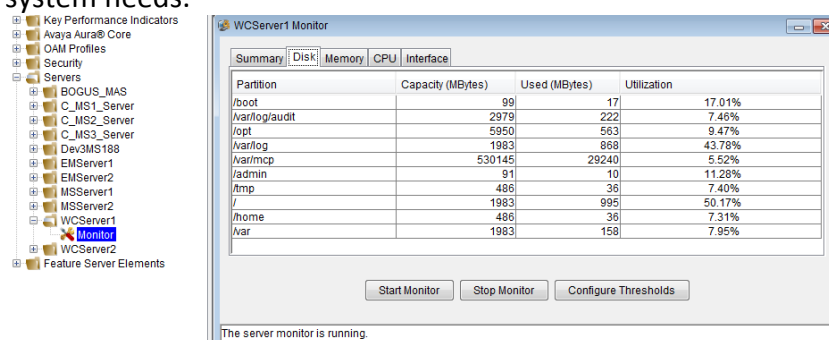 system needs.
Key Performance Indicators
Avaya Aura® Core
OAM Profiles
Security
Servers
BOGUS_MAS
C_MS1_Server
C_MS2_Server
C_MS3_Server
Dev3MS188
EMServer1
EMServer2
MSServer1
MSServer2
WCServer1
Monitor
WCServer2
Feature Server Elements
WCServer1 Monitor
Summary Disk Memory CPU Interface
Partition Capacity (MBytes) Used (MBytes) Utilization
/boot 99 17 17.01%
/var/log/audit 2979 222 7.46%
/opt 5950 563 9.47%
/var/log 1983 868 43.78%
/var/mcp 530145 29240 5.52%
/admin 91 10 11.28%
/tmp 486 36 7.40%
/ 1983 995 50.17%
/home 486 36 7.31%
/var 1983 158 7.95%
Start Monitor Stop Monitor Configure Thresholds
The server monitor is running.